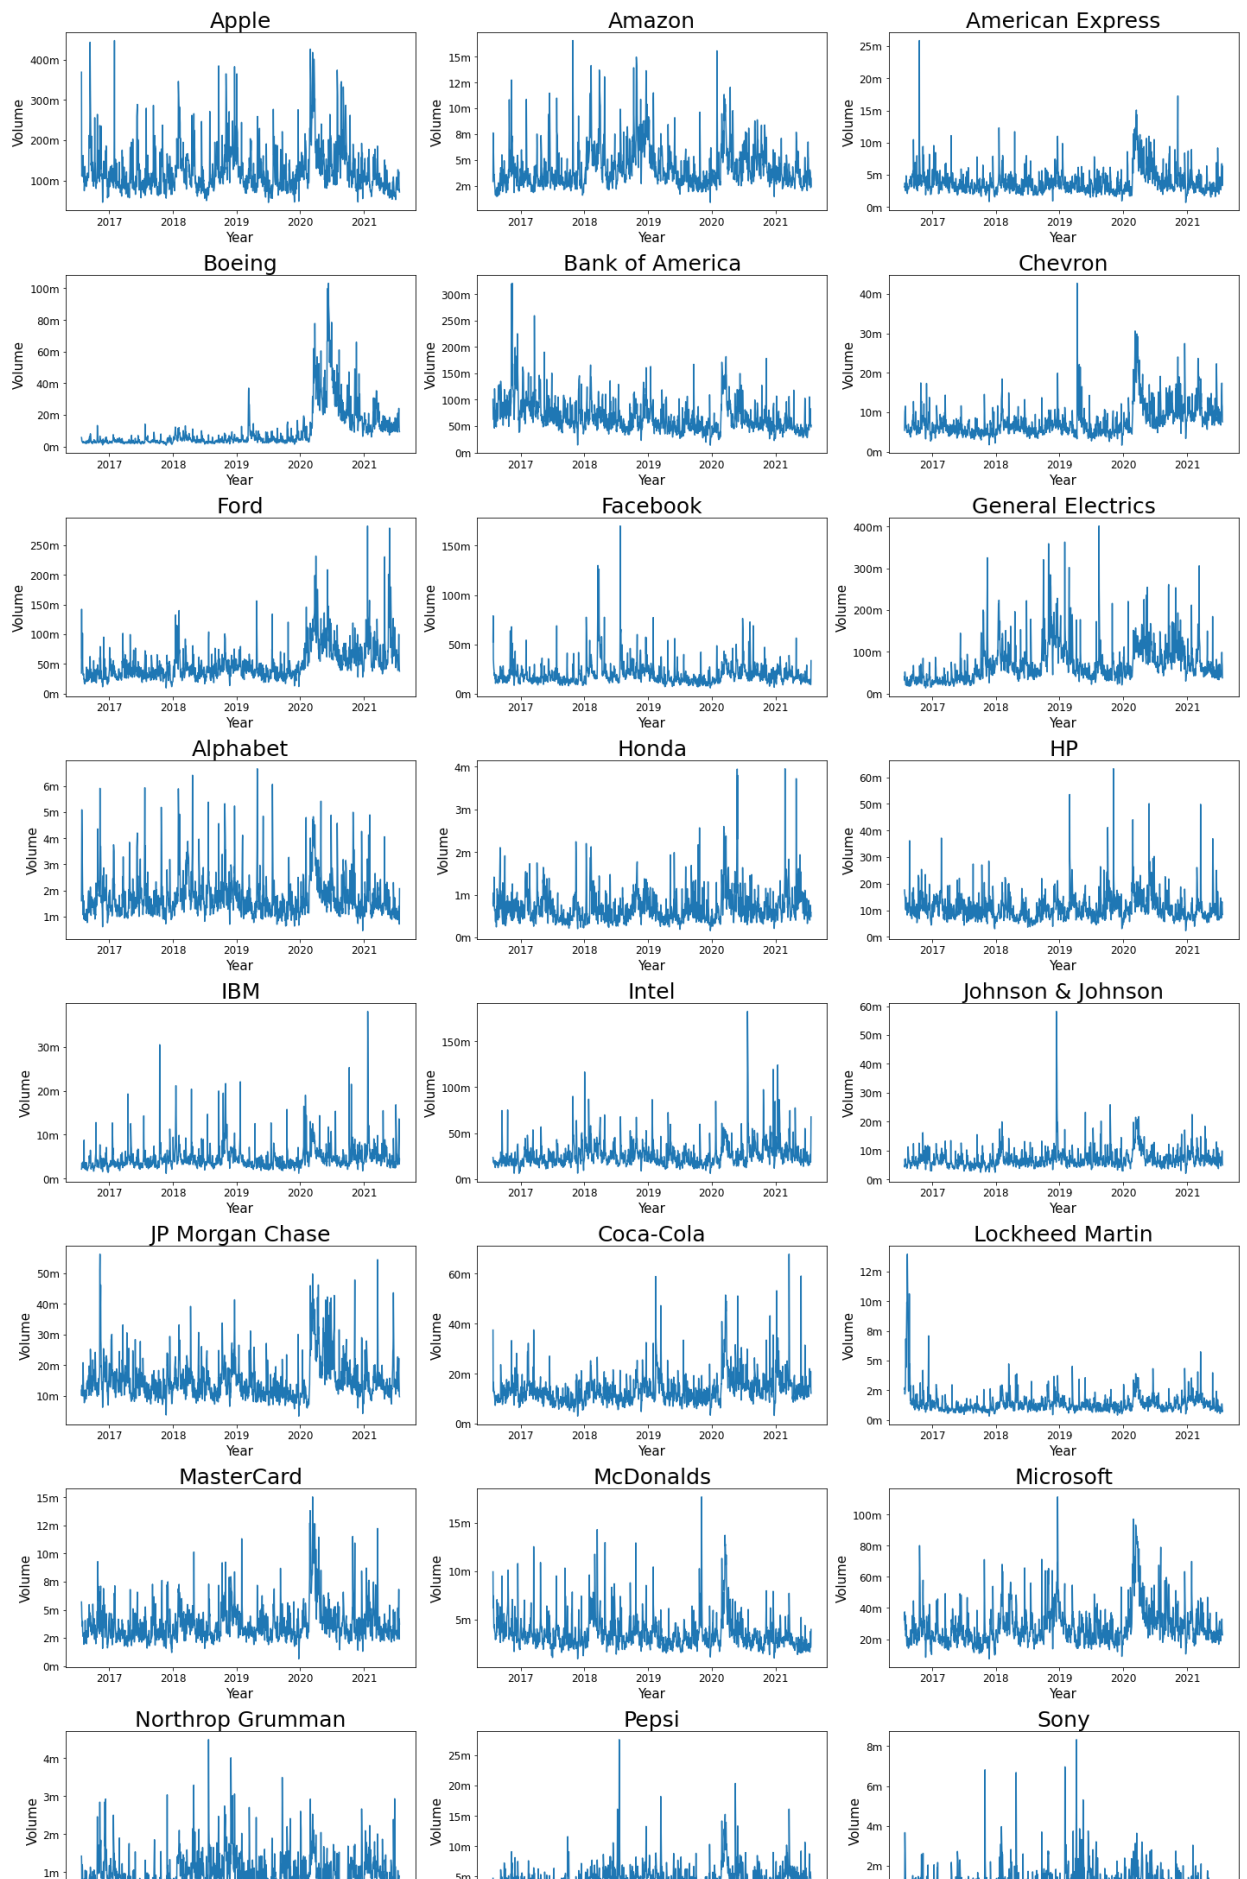 Apple
Volume
400m
300m
200m
100m
2017 2018 2019 2020 2021
Year
Amazon
Volume
15m
12m
10m
8m
5m
2m
2017 2018 2019 2020 2021
Year
American Express
Volume
25m
20m
15m
10m
5m
0m
2017 2018 2019 2020 2021
Year
Boeing
Volume
100m
80m
60m
40m
20m
0m
2017 2018 2019 2020 2021
Year
Bank of America
Volume
300m
250m
200m
150m
100m
50m
0m
2017 2018 2019 2020 2021
Year
Chevron
Volume
40m
30m
20m
10m
0m
2017 2018 2019 2020 2021
Year
Ford
Volume
250m
200m
150m
100m
50m
0m
2017 2018 2019 2020 2021
Year
Facebook
Volume
150m
100m
50m
0m
2017 2018 2019 2020 2021
Year
General Electrics
Volume
400m
300m
200m
100m
0m
2017 2018 2019 2020 2021
Year
Alphabet
Volume
6m
5m
4m
3m
2m
1m
2017 2018 2019 2020 2021
Year
Honda
Volume
4m
3m
2m
1m
0m
2017 2018 2019 2020 2021
Year
HP
Volume
60m
50m
40m
30m
20m
10m
0m
2017 2018 2019 2020 2021
Year
IBM
Volume
30m
20m
10m
0m
2017 2018 2019 2020 2021
Year
Intel
Volume
150m
100m
50m
0m
2017 2018 2019 2020 2021
Year
Johnson & Johnson
Volume
60m
50m
40m
30m
20m
10m
0m
2017 2018 2019 2020 2021
Year
JP Morgan Chase
Volume
50m
40m
30m
20m
10m
2017 2018 2019 2020 2021
Year
Coca-Cola
Volume
60m
40m
20m
0m
2017 2018 2019 2020 2021
Year
Lockheed Martin
Volume
12m
10m
8m
5m
2m
0m
2017 2018 2019 2020 2021
Year
MasterCard
Volume
15m
12m
10m
8m
5m
2m
0m
2017 2018 2019 2020 2021
Year
McDonalds
Volume
15m
10m
5m
2017 2018 2019 2020 2021
Year
Microsoft
Volume
100m
80m
60m
40m
20m
2017 2018 2019 2020 2021
Year
Northrop Grumman
Volume
4m
3m
2m
1m
Pepsi
Volume
25m
20m
15m
10m
5m
Sony
Volume
8m
6m
4m
2m